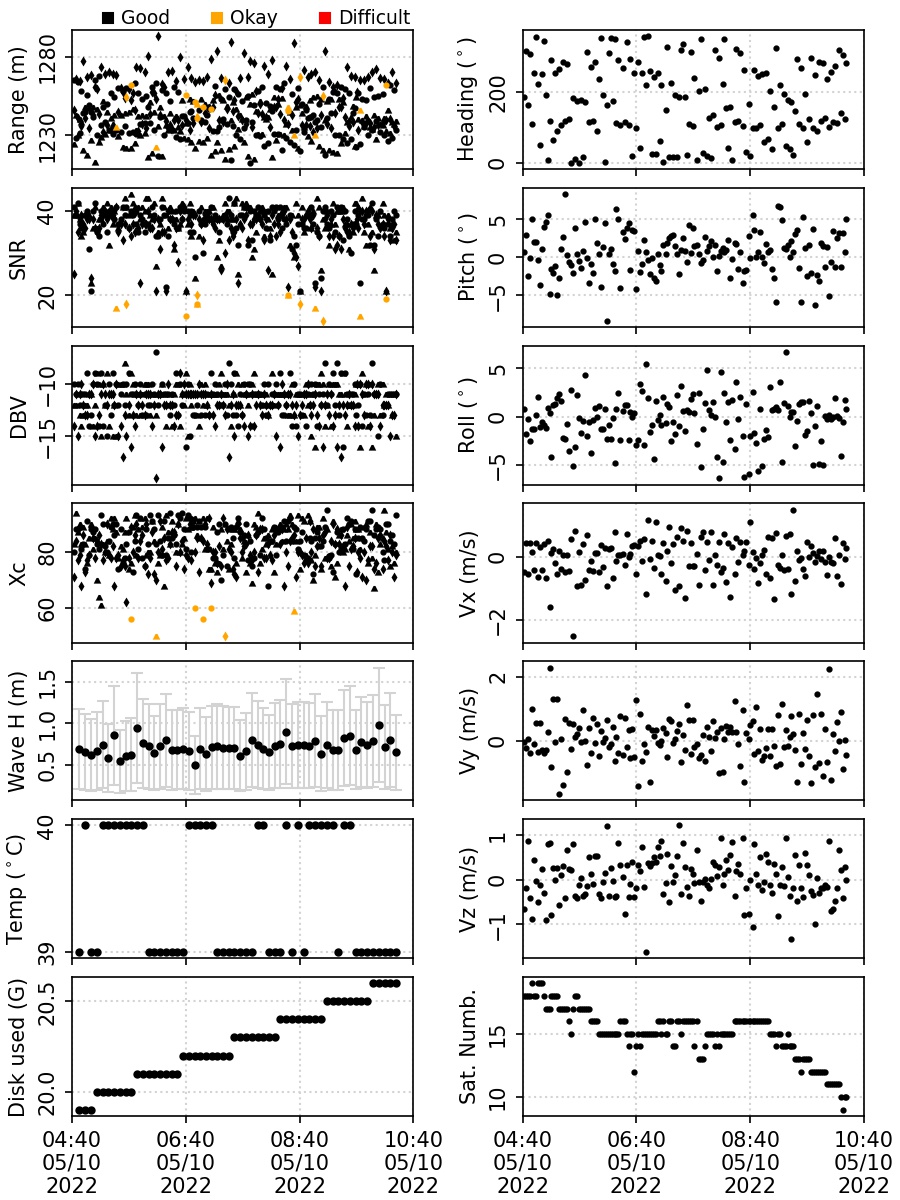 Good Okay Difficult
Range (m)
1280
1230
Heading (°)
200
0
SNR
40
20
Pitch (°)
5
0
−5
DBV
−10
−15
Roll (°)
5
0
−5
Xc
80
60
Vx (m/s)
0
−2
Wave H (m)
1.5
1.0
0.5
Vy (m/s)
2
0
Temp (°C)
40
39
Vz (m/s)
1
0
−1
Disk used (G)
20.5
20.0
Sat. Numb.
15
10
04:40 06:40 08:40 10:40 04:40 06:40 08:40 10:40
05/10 05/10 05/10 05/10 05/10 05/10 05/10 05/10
2022 2022 2022 2022 2022 2022 2022 2022